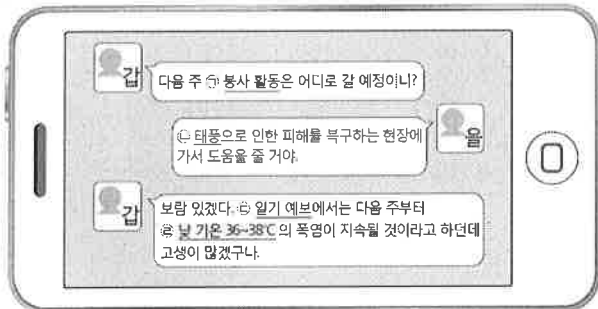 갑
다음 주 ㉠ 봉사 활동은 어디로 갈 예정이니?
㉡ 태풍으로 인한 피해를 복구하는 현장에
가서 도움을 줄 거야.
을
갑
보람 있겠다. ㉢ 일기 예보에서는 다음 주부터
㉣ 낮 기온 36~38℃의 폭염이 지속될 것이라고 하던데
고생이 많겠구나.